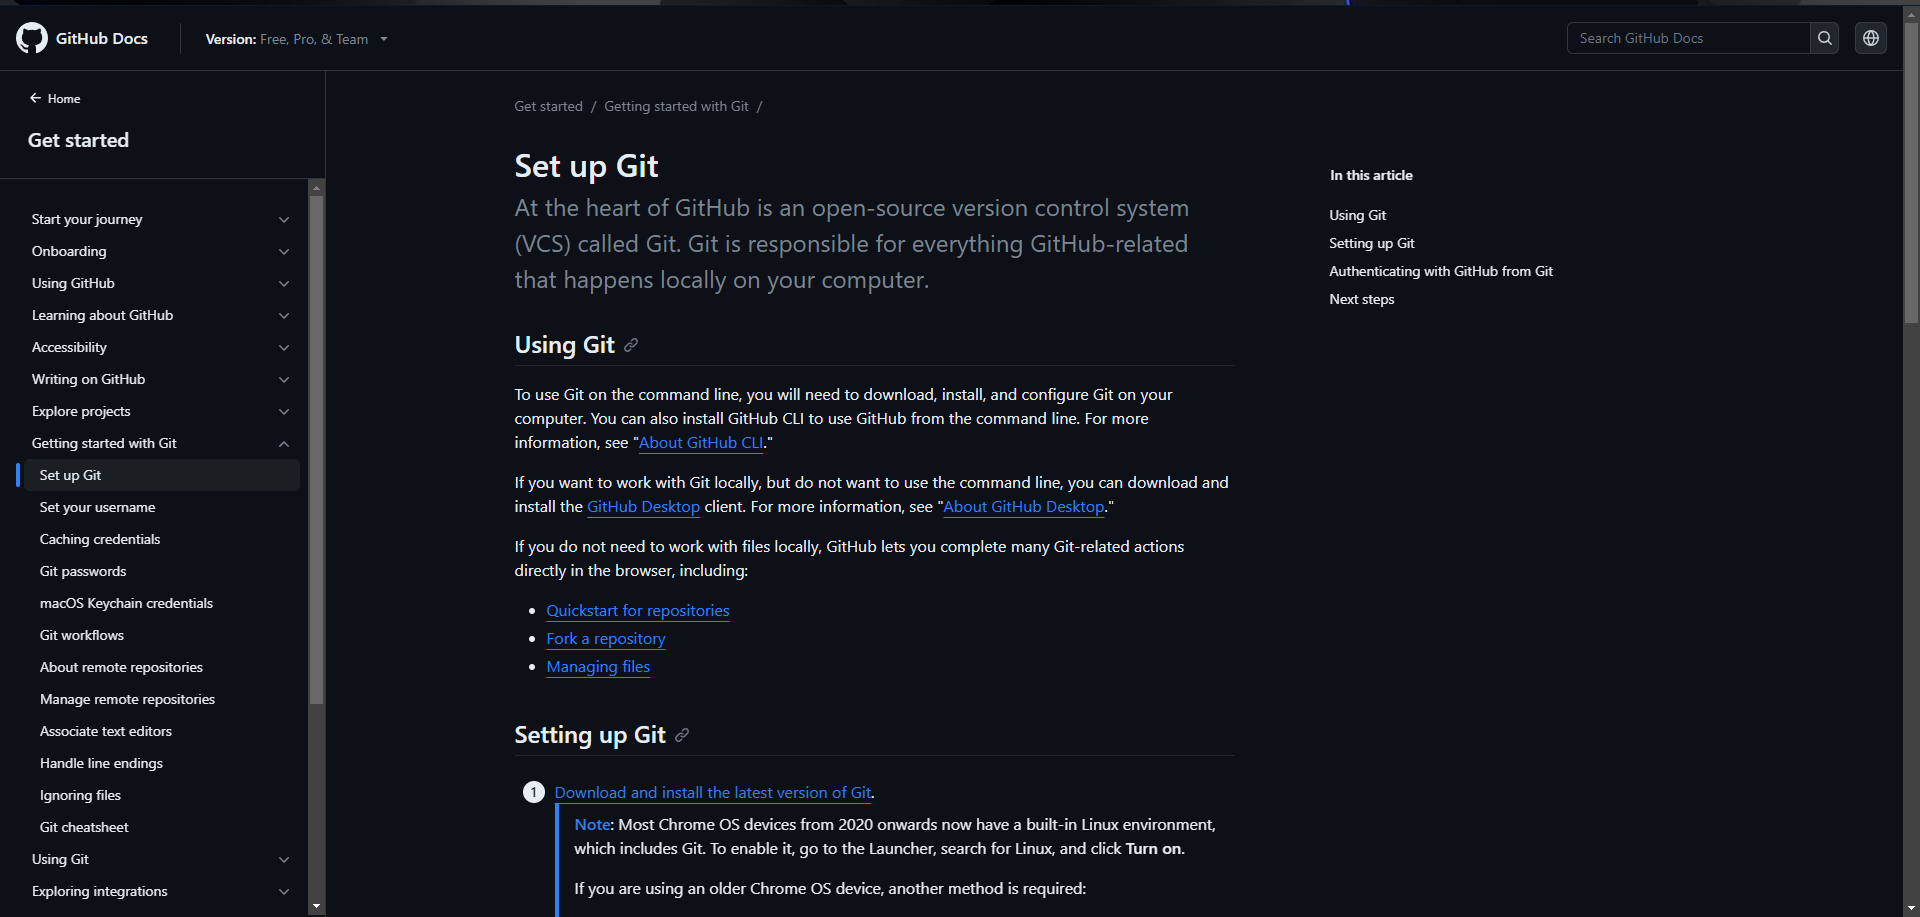 GitHub Docs
Version: Free, Pro, & Team
Search GitHub Docs
Home
Get started
Start your journey
Onboarding
Using GitHub
Learning about GitHub
Accessibility
Writing on GitHub
Explore projects
Getting started with Git
Set up Git
Set your username
Caching credentials
Git passwords
macOS Keychain credentials
Git workflows
About remote repositories
Manage remote repositories
Associate text editors
Handle line endings
Ignoring files
Git cheatsheet
Using Git
Exploring integrations
Get started / Getting started with Git /
Set up Git
At the heart of GitHub is an open-source version control system
(VCS) called Git. Git is responsible for everything GitHub-related
that happens locally on your computer.
Using Git
To use Git on the command line, you will need to download, install, and configure Git on your
computer. You can also install GitHub CLI to use GitHub from the command line. For more
information, see "About GitHub CLI."
If you want to work with Git locally, but do not want to use the command line, you can download and
install the GitHub Desktop client. For more information, see "About GitHub Desktop."
If you do not need to work with files locally, GitHub lets you complete many Git-related actions
directly in the browser, including:
• Quickstart for repositories
• Fork a repository
• Managing files
Setting up Git
1 Download and install the latest version of Git.
Note: Most Chrome OS devices from 2020 onwards now have a built-in Linux environment,
which includes Git. To enable it, go to the Launcher, search for Linux, and click Turn on.
If you are using an older Chrome OS device, another method is required:
In this article
Using Git
Setting up Git
Authenticating with GitHub from Git
Next steps